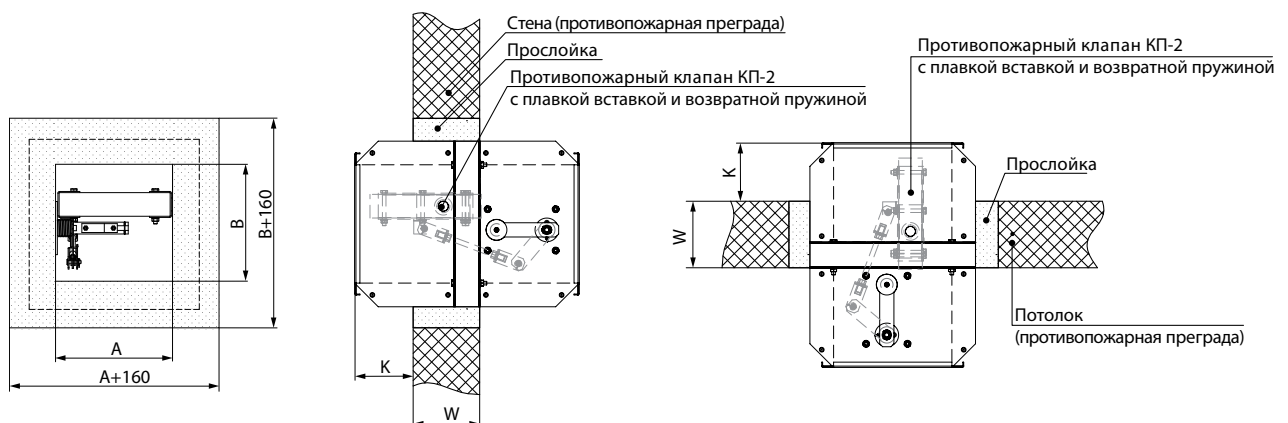 Стена (противопожарная преграда)
Прослойка
Противопожарный клапан КП-2
с плавкой вставкой и возвратной пружиной
B
B+160
A
A+160
K
W
Противопожарный клапан КП-2
с плавкой вставкой и возвратной пружиной
K
Прослойка
W
Потолок
(противопожарная преграда)